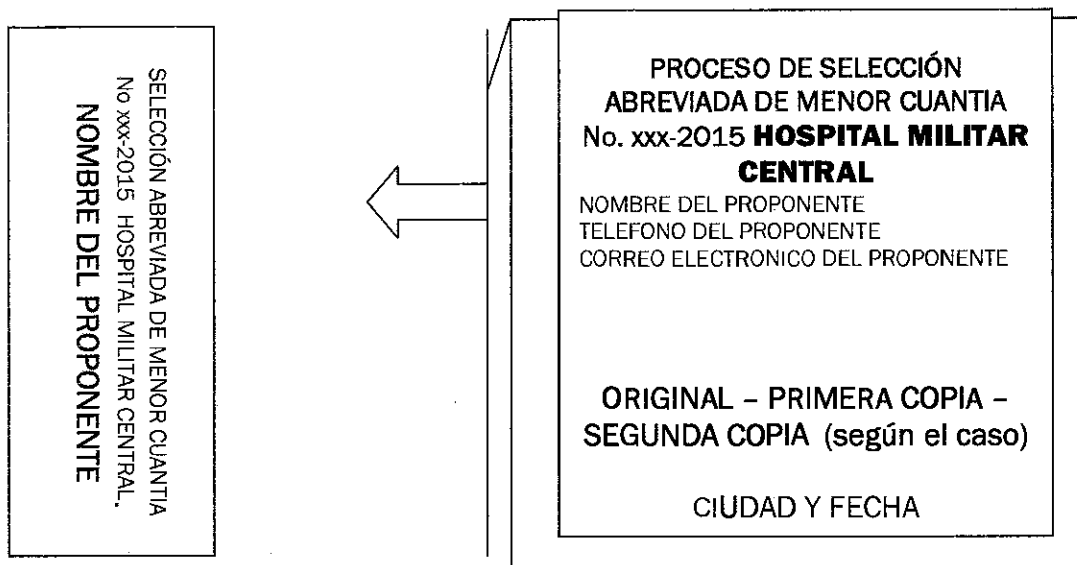 SELECCIÓN ABREVIADA DE MENOR CUANTIA
No xxx-2015 HOSPITAL MILITAR CENTRAL.
NOMBRE DEL PROPONENTE
PROCESO DE SELECCIÓN
ABREVIADA DE MENOR CUANTIA
No. xxx-2015 HOSPITAL MILITAR
CENTRAL
NOMBRE DEL PROPONENTE
TELEFONO DEL PROPONENTE
CORREO ELECTRONICO DEL PROPONENTE
ORIGINAL – PRIMERA COPIA –
SEGUNDA COPIA (según el caso)
CIUDAD Y FECHA